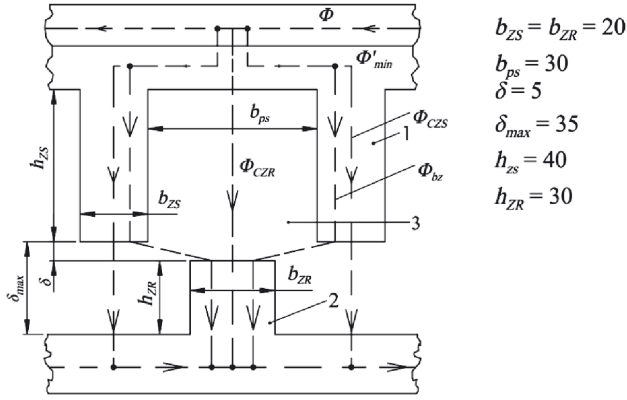 Φ
Φ'min
bps
ΦCZS
1
hZS
ΦCZR
Φbz
bZS
3
δ
δmax
hZR
bZR
2
bZS = bZR = 20
bps = 30
δ = 5
δmax = 35
hzs = 40
hZR = 30